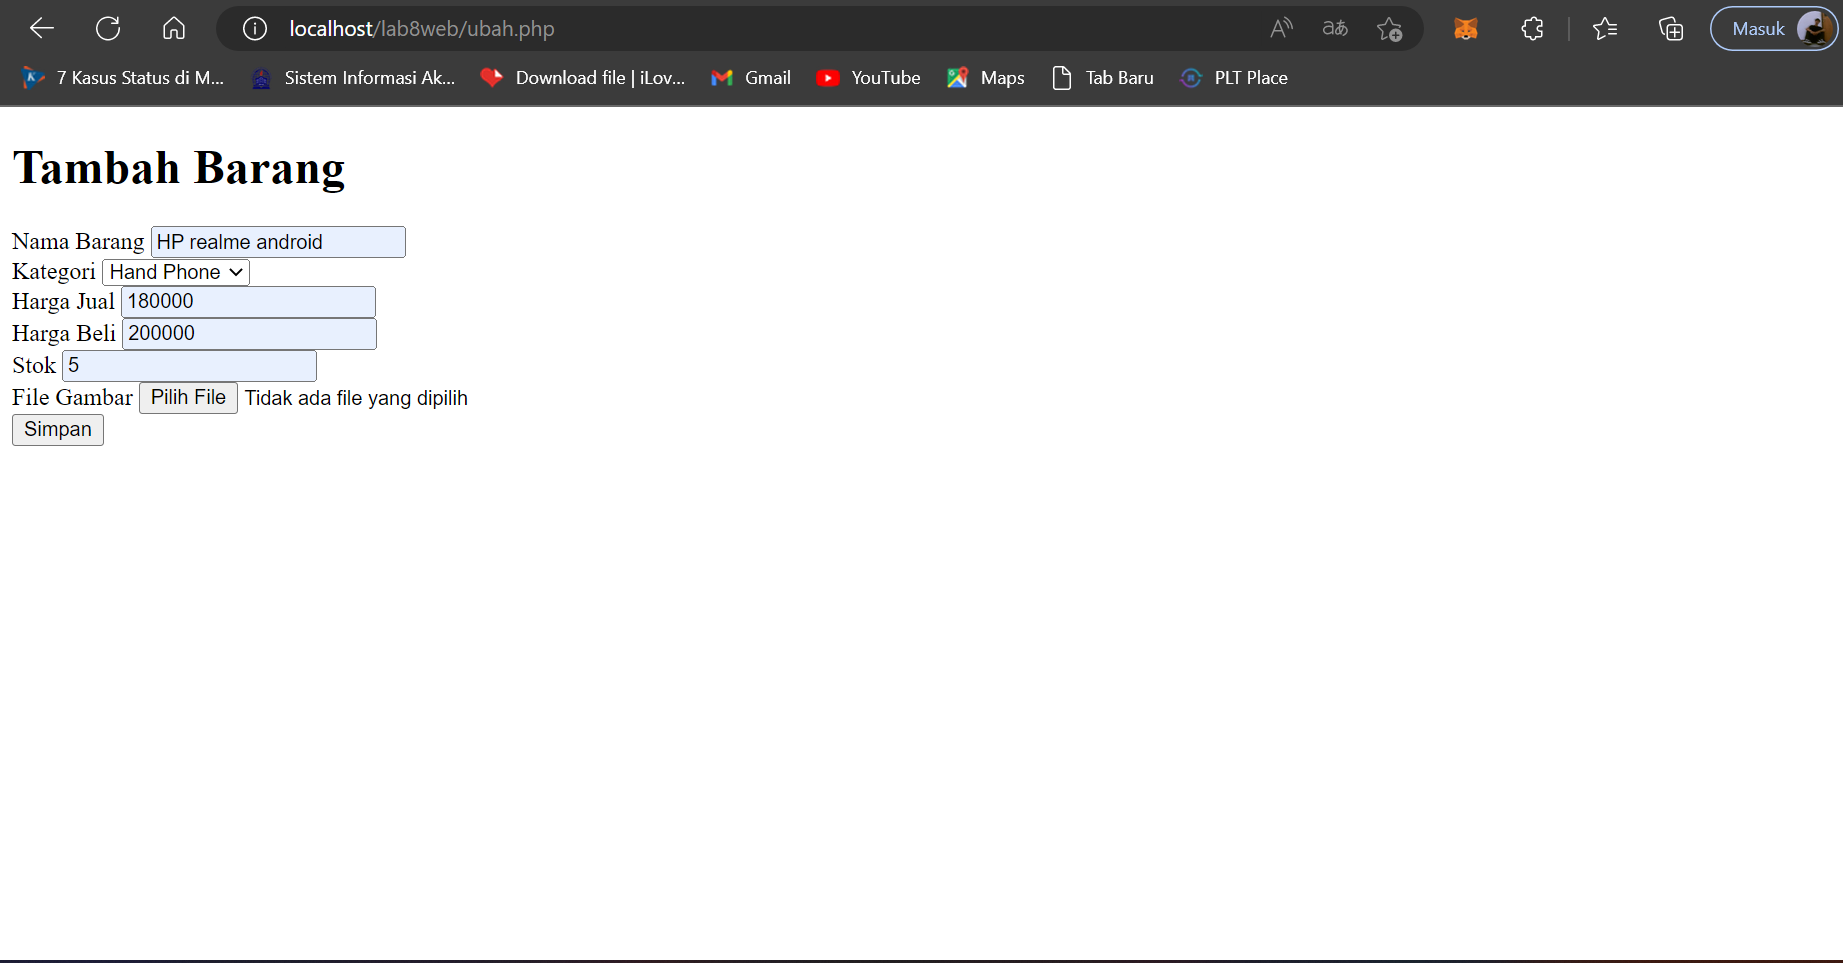 localhost/lab8web/ubah.php Masuk
7 Kasus Status di M... Sistem Informasi Ak... Download file | iLov... Gmail YouTube Maps Tab Baru PLT Place
Tambah Barang
Nama Barang HP realme android
Kategori Hand Phone
Harga Jual 180000
Harga Beli 200000
Stok 5
File Gambar Pilih File Tidak ada file yang dipilih
Simpan